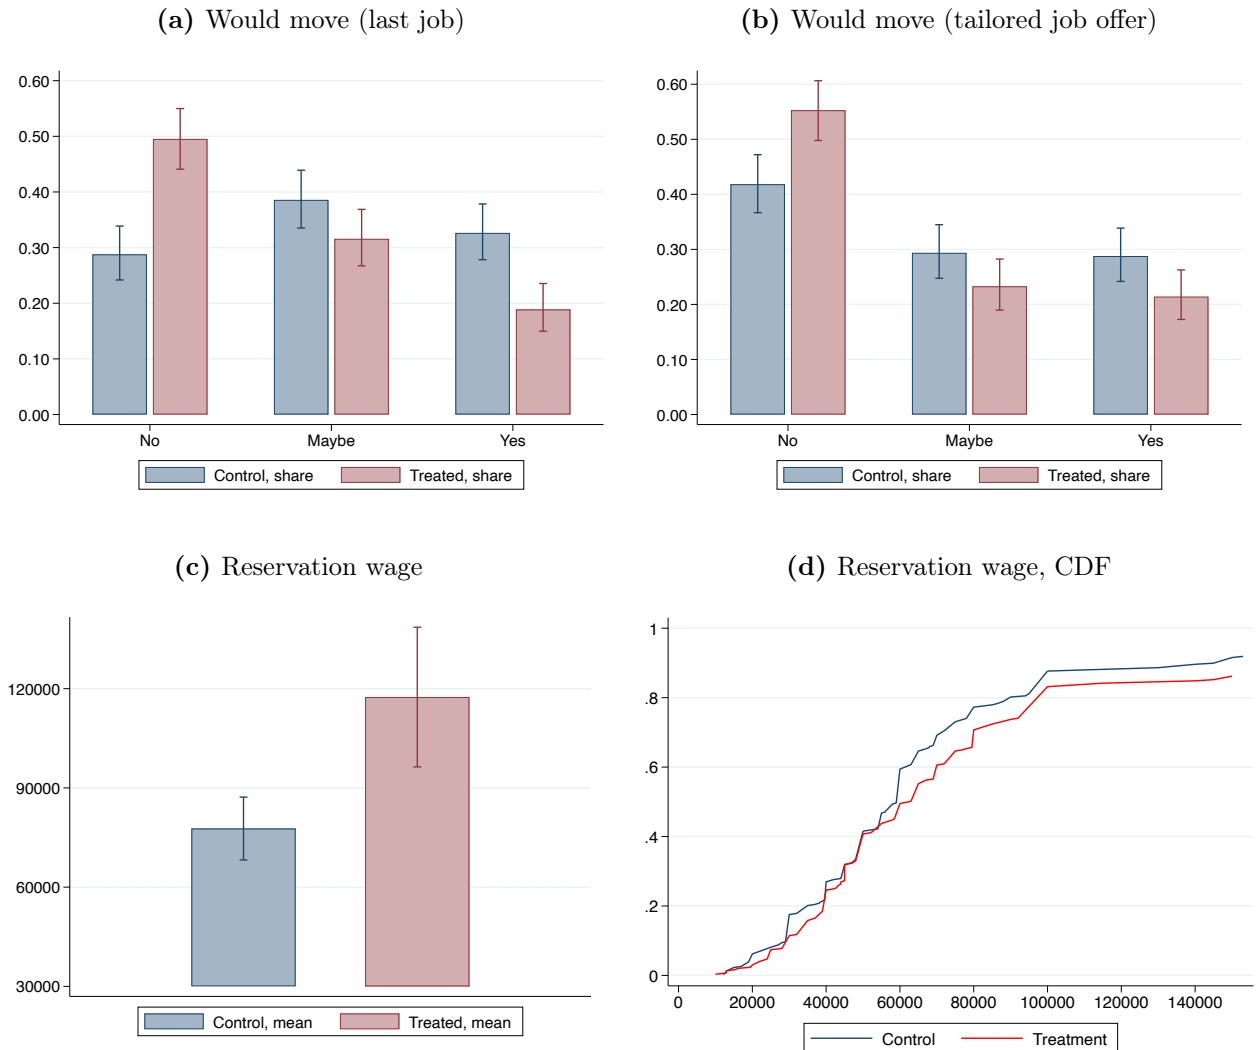 (a) Would move (last job)
0.60
0.50
0.40
0.30
0.20
0.10
0.00
No Maybe Yes
Control, share Treated, share
(b) Would move (tailored job offer)
0.60
0.50
0.40
0.30
0.20
0.10
0.00
No Maybe Yes
Control, share Treated, share
(c) Reservation wage
120000
90000
60000
30000
Control, mean Treated, mean
(d) Reservation wage, CDF
1
.8
.6
.4
.2
0
0 20000 40000 60000 80000 100000 120000 140000
Control Treatment